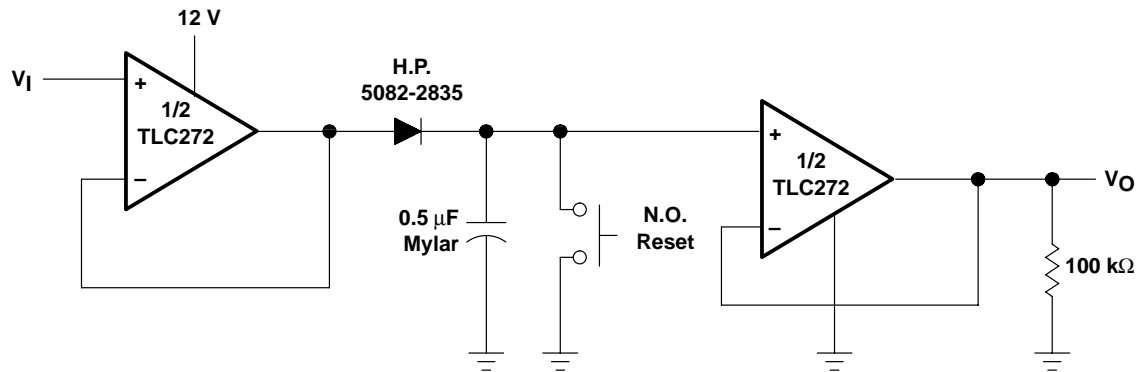 12 V
VI
+
1/2
TLC272
–
H.P.
5082-2835
0.5 μF
Mylar
N.O.
Reset
+
1/2
TLC272
–
VO
100 kΩ